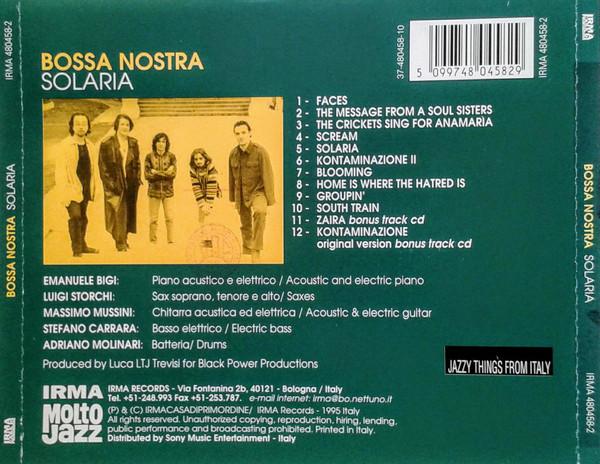 IRMA 480458-2
BOSSA NOSTRA SOLARIA
IRMA
BOSSA NOSTRA
SOLARIA
37-480458-10
5 099748 045829
IRMA 480458-2
1 - FACES
2 - THE MESSAGE FROM A SOUL SISTERS
3 - THE CRICKETS SING FOR ANAMARIA
4 - SCREAM
5 - SOLARIA
6 - KONTAMINAZIONE II
7 - BLOOMING
8 - HOME IS WHERE THE HATRED IS
9 - GROUPIN'
10 - SOUTH TRAIN
11 - ZAIRA bonus track cd
12 - KONTAMINAZIONE
original version bonus track cd
EMANUELE BIGI: Piano acustico e elettrico / Acoustic and electric piano
LUIGI STORCHI: Sax soprano, tenore e alto/ Saxes
MASSIMO MUSSINI: Chitarra acustica ed elettrica / Acoustic & electric guitar
STEFANO CARRARA: Basso elettrico / Electric bass
ADRIANO MOLINARI: Batteria/ Drums
Produced by Luca LTJ Trevisi for Black Power Productions
JAZZY THINGS FROM ITALY
IRMA IRMA RECORDS - Via Fontanina 2b, 40121 - Bologna / Italy
Tel. +51-248.993 Fax +51-253.787. e-mail internet: irma@bo.nettuno.it
MOLTO JAZZ
(P) & (C) IRMACASADIPRIMORDINE/ IRMA Records - 1995 Italy
All rights reserved. Unauthorized copying, reproduction, hiring, lending,
public performance and broadcasting prohibited. Printed in Italy.
Distributed by Sony Music Entertainment - Italy
IRMA
BOSSA NOSTRA SOLARIA
IRMA 480458-2